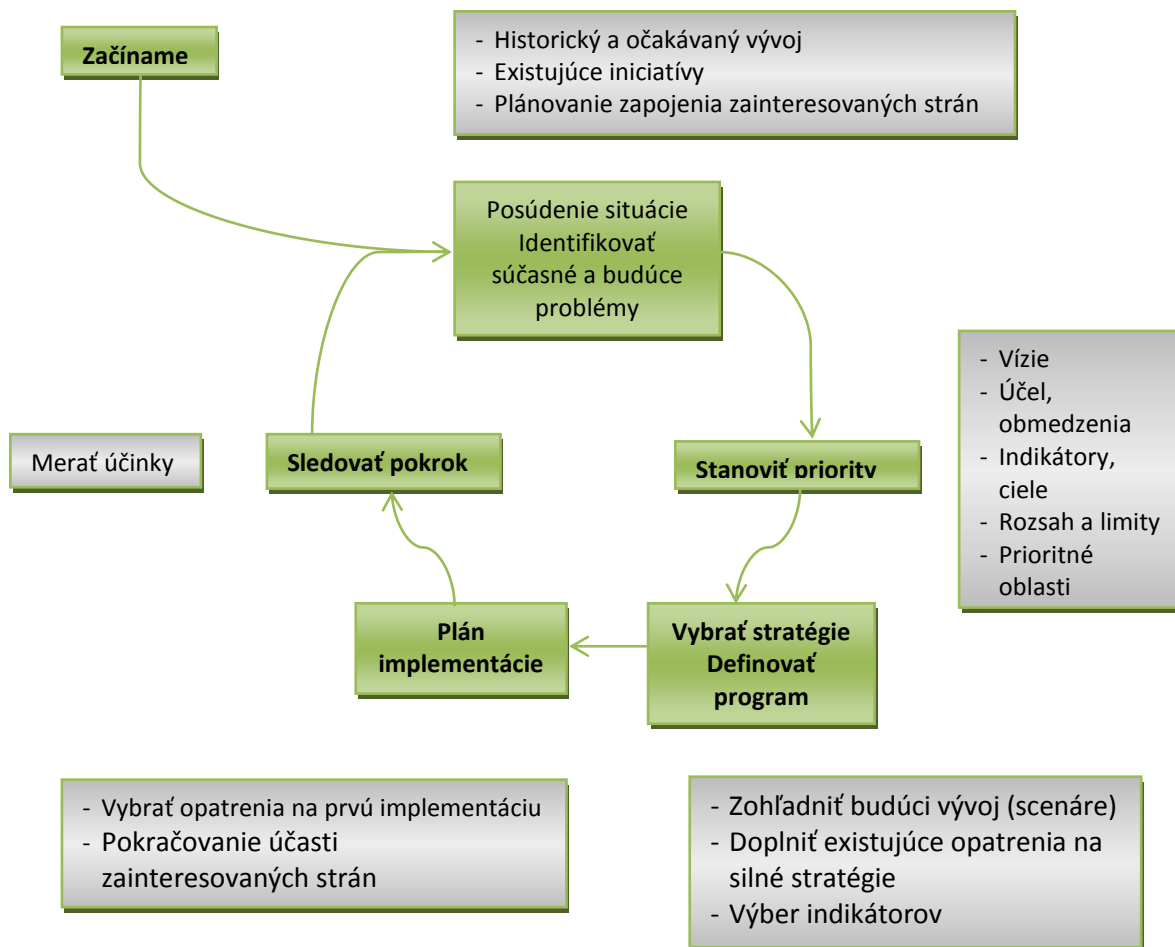 Začíname
- Historický a očakávaný vývoj
- Existujúce iniciatívy
- Plánovanie zapojenia zainteresovaných strán
Posúdenie situácie
Identifikovať
súčasné a budúce
problémy
- Vízie
- Účel,
obmedzenia
- Indikátory,
ciele
- Rozsah a limity
- Prioritné
oblasti
Merať účinky
Sledovať pokrok
Stanoviť priority
Plán
implementácie
Vybrať stratégie
Definovať
program
- Vybrať opatrenia na prvú implementáciu
- Pokračovanie účasti
zainteresovaných strán
- Zohľadniť budúci vývoj (scenáre)
- Doplniť existujúce opatrenia na
silné stratégie
- Výber indikátorov